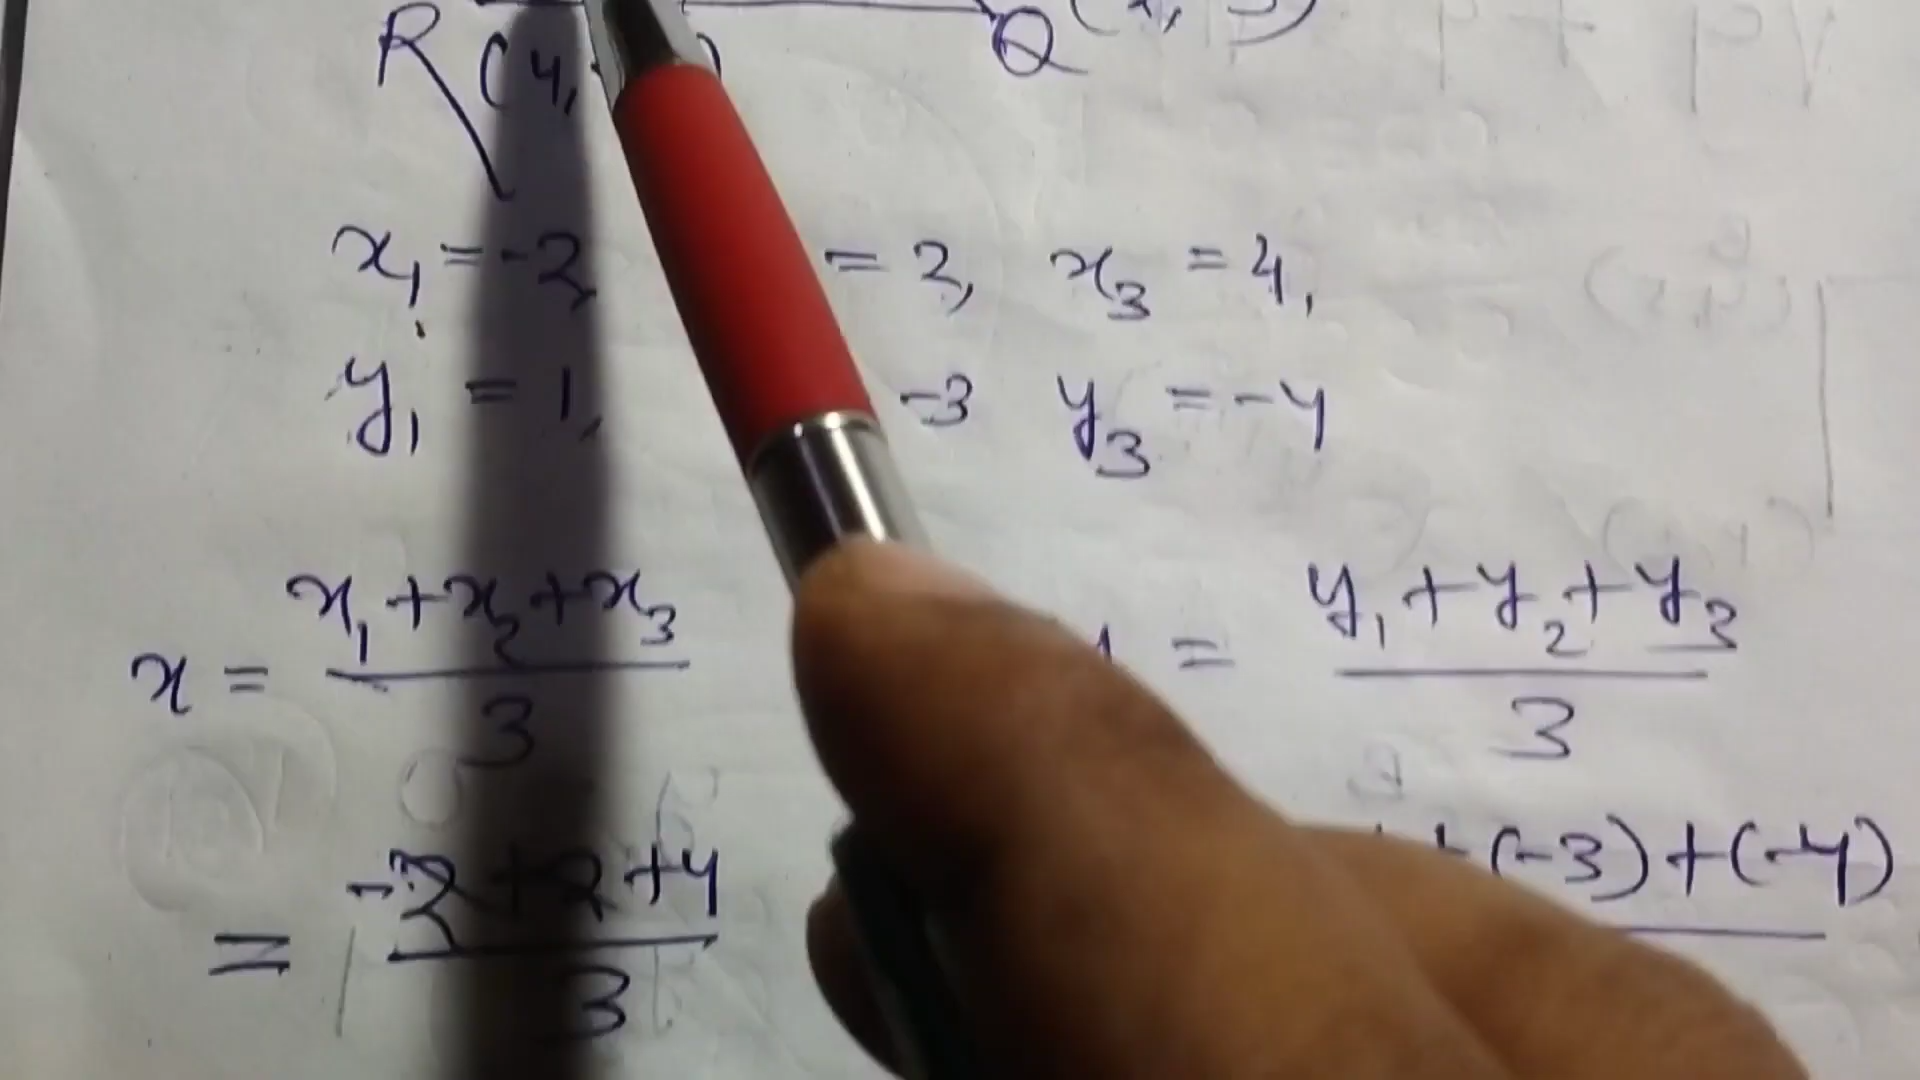 R Q
(4,
x₁ = -2 = 2, x₃ = 4,
y₁ = 1, -3 y₃ = -4
x = x₁ + x₂ + x₃ / 3 = y₁ + y₂ + y₃ / 3
= -2 + 2 + 4 / 3 + (-3) + (-4)